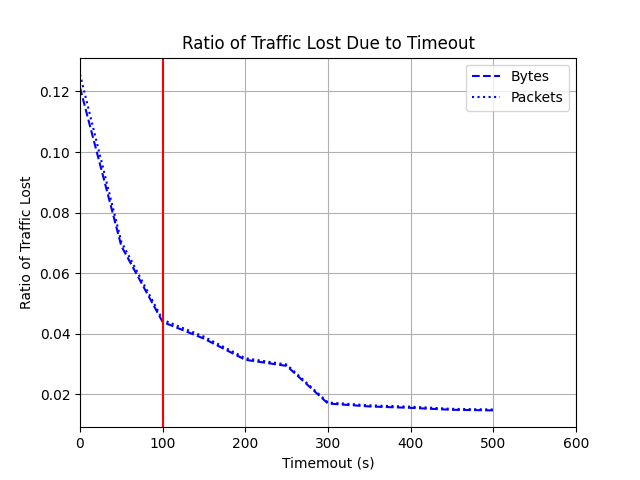 Ratio of Traffic Lost Due to Timeout
Bytes
Packets
Ratio of Traffic Lost
0.12
0.10
0.08
0.06
0.04
0.02
0 100 200 300 400 500 600
Timemout (s)